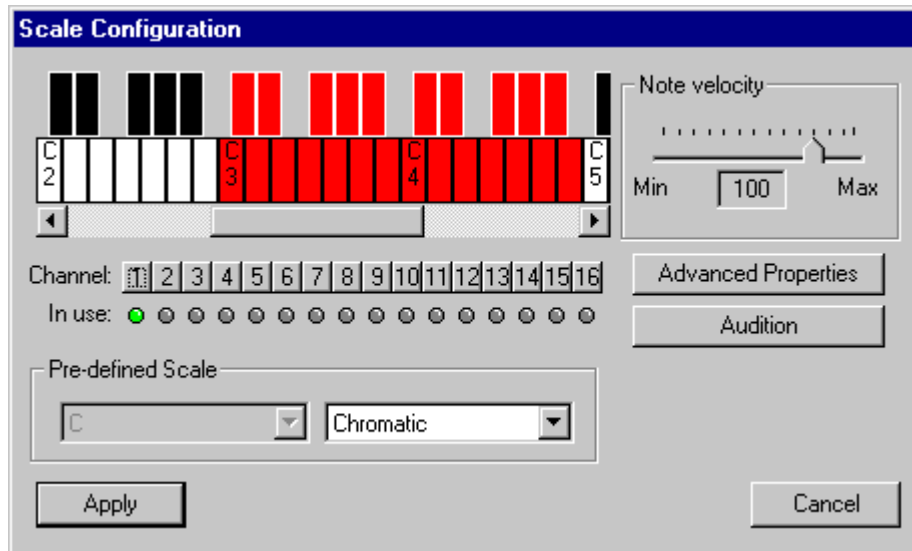 Scale Configuration
Note velocity
C 2 C 3 C 4 C 5
Min 100 Max
Channel: 1 2 3 4 5 6 7 8 9 10 11 12 13 14 15 16
Advanced Properties
In use:
Audition
Pre-defined Scale
C Chromatic
Apply Cancel